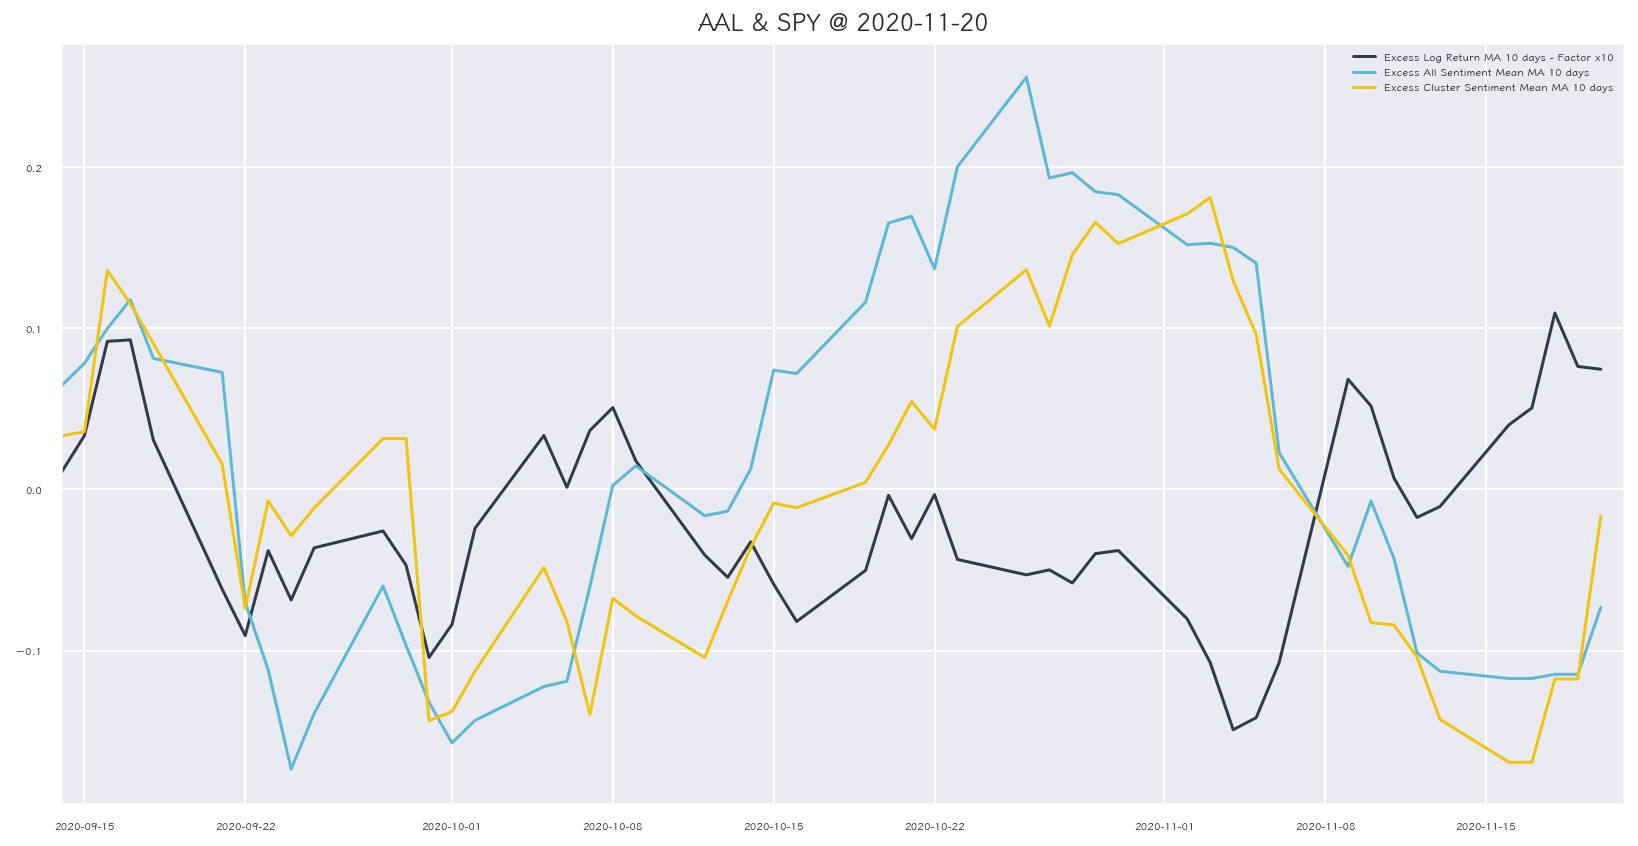 AAL & SPY @ 2020-11-20
Excess Log Return MA 10 days - Factor x10
Excess All Sentiment Mean MA 10 days
Excess Cluster Sentiment Mean MA 10 days
0.2
0.1
0.0
−0.1
2020-09-15 2020-09-22 2020-10-01 2020-10-08 2020-10-15 2020-10-22 2020-11-01 2020-11-08 2020-11-15